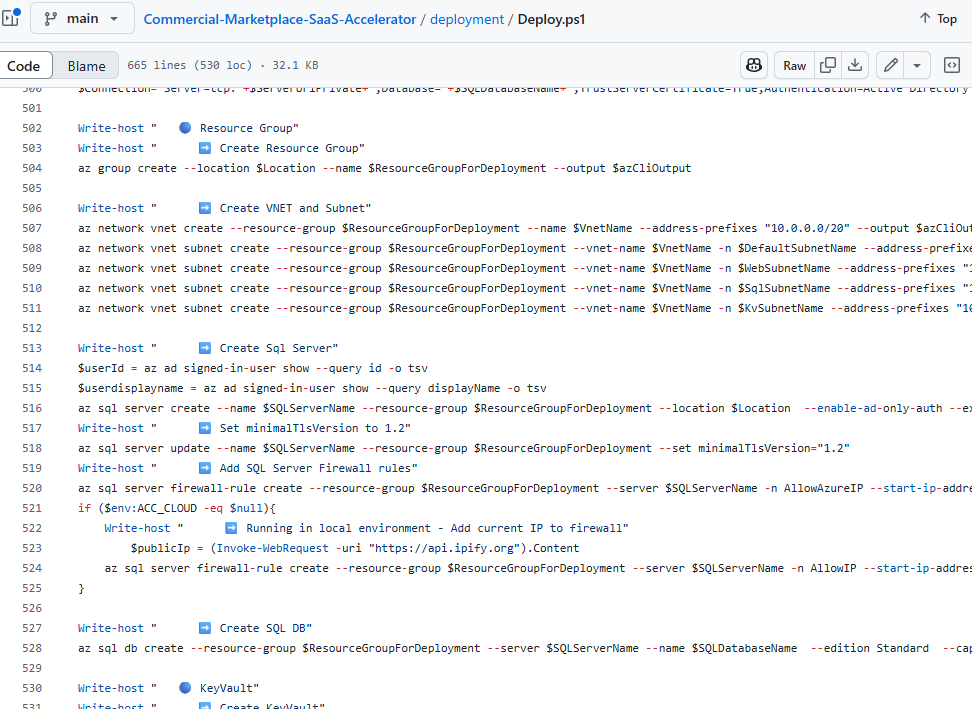 main
Commercial-Marketplace-SaaS-Accelerator / deployment / Deploy.ps1
Top
Code Blame 665 lines (530 loc) · 32.1 KB
Raw
500 $Connection="Server=tcp:"+$ServerUriPrivate+";Database="+$SQLDatabaseName+";TrustServerCertificate=True;Authentication=Active Directory
501
502 Write-host " 🔵 Resource Group"
503 Write-host " ➡️ Create Resource Group"
504 az group create --location $Location --name $ResourceGroupForDeployment --output $azCliOutput
505
506 Write-host " ➡️ Create VNET and Subnet"
507 az network vnet create --resource-group $ResourceGroupForDeployment --name $VnetName --address-prefixes "10.0.0.0/20" --output $azCliOut
508 az network vnet subnet create --resource-group $ResourceGroupForDeployment --vnet-name $VnetName -n $DefaultSubnetName --address-prefixe
509 az network vnet subnet create --resource-group $ResourceGroupForDeployment --vnet-name $VnetName -n $WebSubnetName --address-prefixes "1
510 az network vnet subnet create --resource-group $ResourceGroupForDeployment --vnet-name $VnetName -n $SqlSubnetName --address-prefixes "1
511 az network vnet subnet create --resource-group $ResourceGroupForDeployment --vnet-name $VnetName -n $KvSubnetName --address-prefixes "10
512
513 Write-host " ➡️ Create Sql Server"
514 $userId = az ad signed-in-user show --query id -o tsv
515 $userdisplayname = az ad signed-in-user show --query displayName -o tsv
516 az sql server create --name $SQLServerName --resource-group $ResourceGroupForDeployment --location $Location --enable-ad-only-auth --ex
517 Write-host " ➡️ Set minimalTlsVersion to 1.2"
518 az sql server update --name $SQLServerName --resource-group $ResourceGroupForDeployment --set minimalTlsVersion="1.2"
519 Write-host " ➡️ Add SQL Server Firewall rules"
520 az sql server firewall-rule create --resource-group $ResourceGroupForDeployment --server $SQLServerName -n AllowAzureIP --start-ip-addre
521 if ($env:ACC_CLOUD -eq $null){
522 Write-host " ➡️ Running in local environment - Add current IP to firewall"
523 $publicIp = (Invoke-WebRequest -uri "https://api.ipify.org").Content
524 az sql server firewall-rule create --resource-group $ResourceGroupForDeployment --server $SQLServerName -n AllowIP --start-ip-addres
525 }
526
527 Write-host " ➡️ Create SQL DB"
528 az sql db create --resource-group $ResourceGroupForDeployment --server $SQLServerName --name $SQLDatabaseName --edition Standard --cap
529
530 Write-host " 🔵 KeyVault"
531 Write-host " ➡️ Create KeyVault"